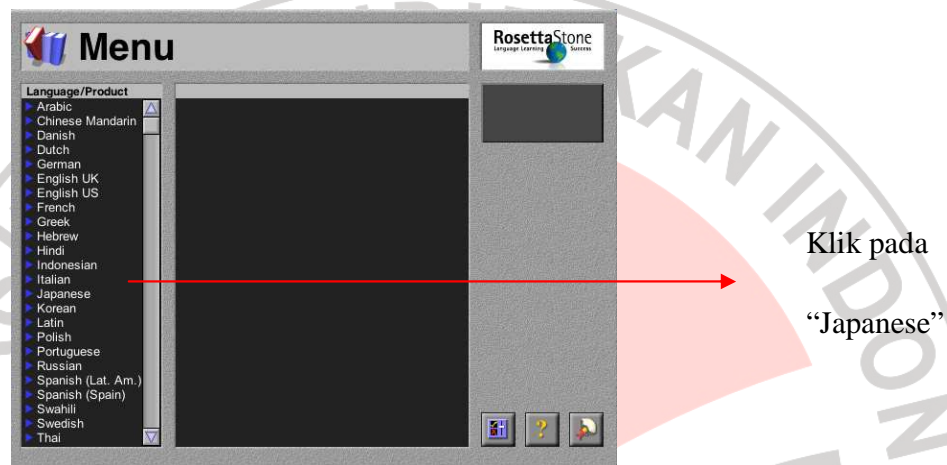 Menu
RosettaStone
Language Learning Success
Language/Product
Arabic
Chinese Mandarin
Danish
Dutch
German
English UK
English US
French
Greek
Hebrew
Hindi
Indonesian
Italian
Japanese
Korean
Latin
Polish
Portuguese
Russian
Spanish (Lat. Am.)
Spanish (Spain)
Swahili
Swedish
Thai
?
Klik pada
“Japanese”